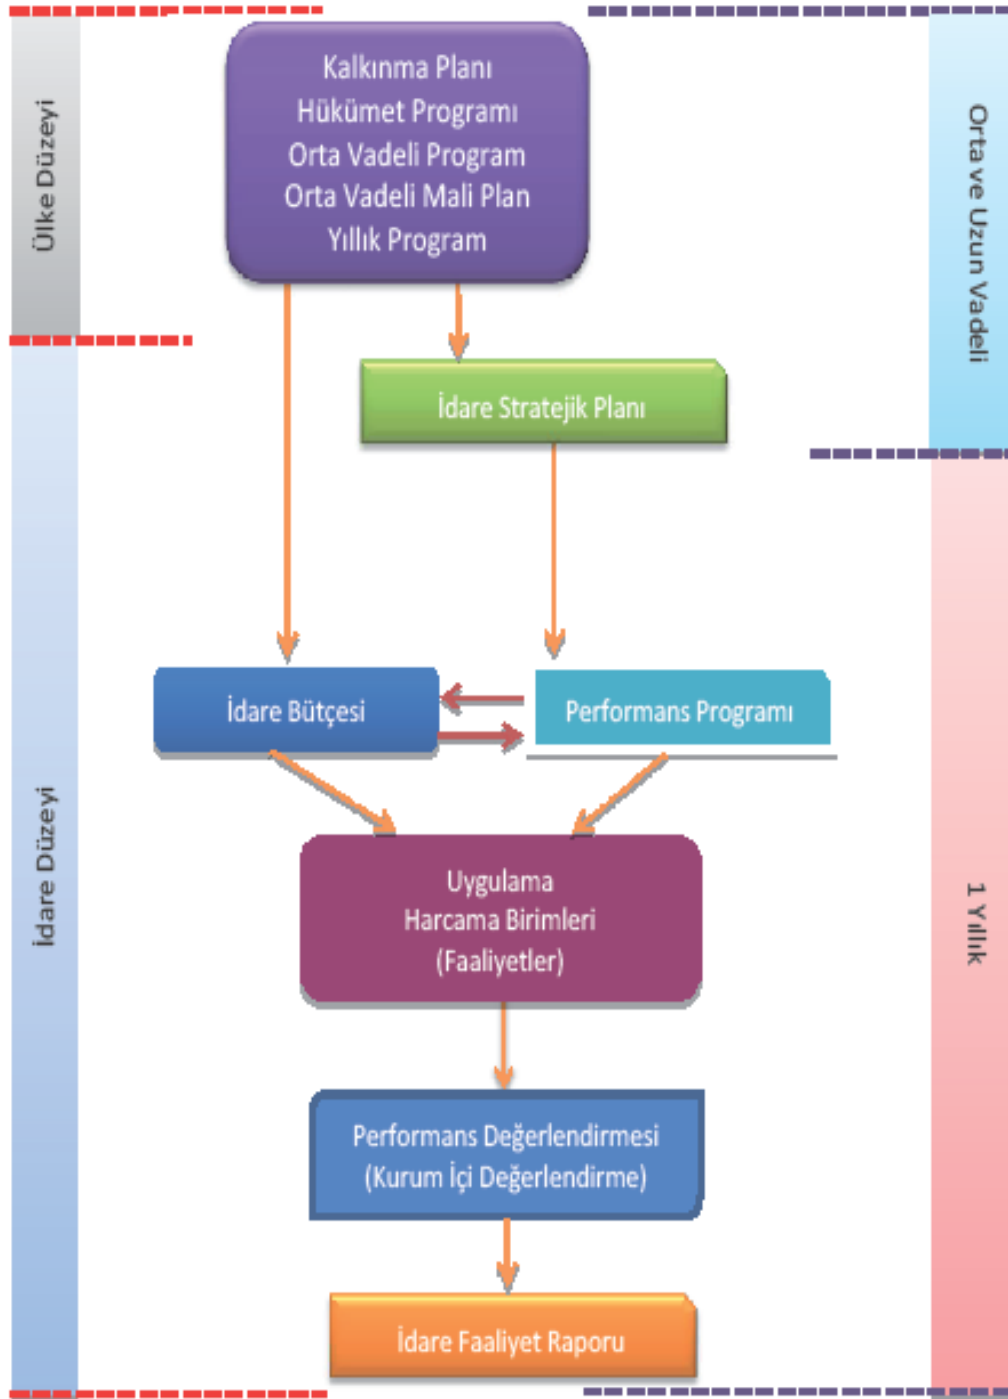 Ülke Düzeyi
Kalkınma Planı
Hükümet Programı
Orta Vadeli Program
Orta Vadeli Mali Plan
Yıllık Program
Orta ve Uzun Vadeli
İdare Stratejik Planı
İdare Düzeyi
İdare Bütçesi
Performans Programı
Uygulama
Harcama Birimleri
(Faaliyetler)
1 Yıllık
Performans Değerlendirmesi
(Kurum İçi Değerlendirme)
İdare Faaliyet Raporu